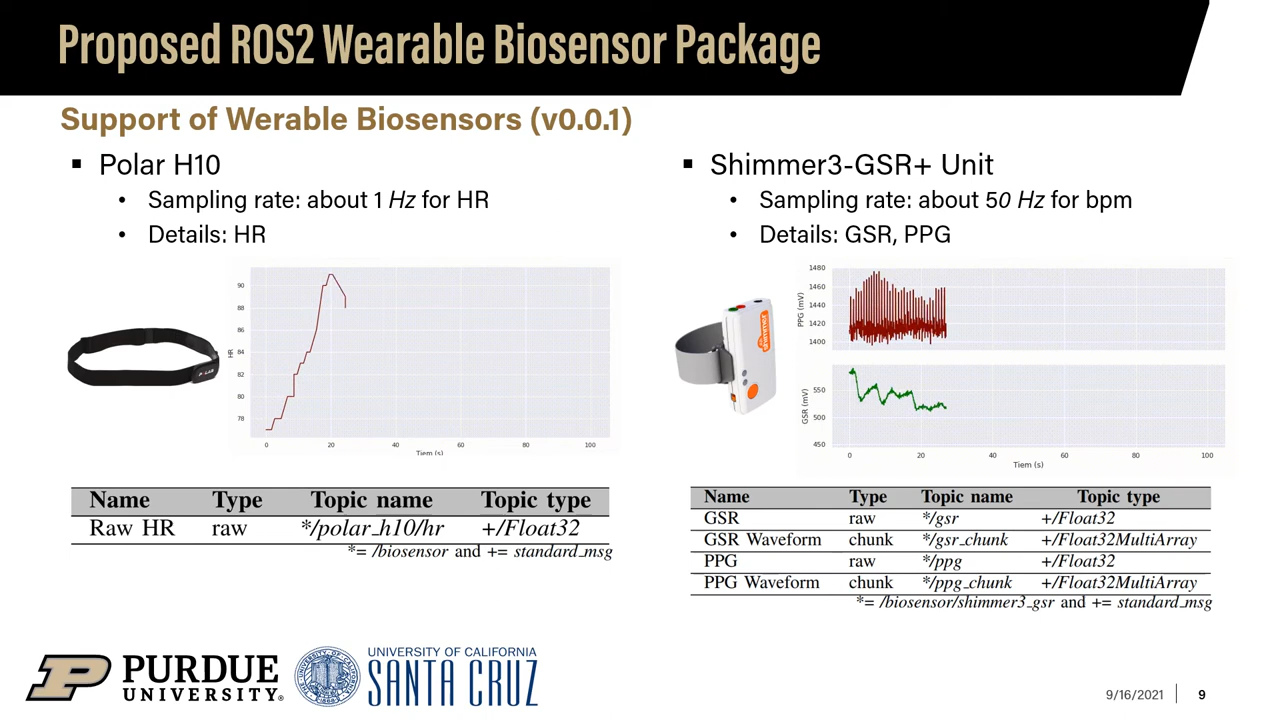 Proposed ROS2 Wearable Biosensor Package
Support of Werable Biosensors (v0.0.1)
▪ Polar H10
• Sampling rate: about 1 Hz for HR
• Details: HR
90
88
86
84
82
80
78
HR
0 20 40 60 80 100
Tiem (s)
Name Type Topic name Topic type
Raw HR raw */polar_h10/hr +/Float32
*= /biosensor and += standard_msg
▪ Shimmer3-GSR+ Unit
• Sampling rate: about 50 Hz for bpm
• Details: GSR, PPG
1480
1460
1440
1420
1400
PPG (mV)
550
500
450
GSR (mV)
0 20 40 60 80 100
Tiem (s)
Name Type Topic name Topic type
GSR raw */gsr +/Float32
GSR Waveform chunk */gsr_chunk +/Float32MultiArray
PPG raw */ppg +/Float32
PPG Waveform chunk */ppg_chunk +/Float32MultiArray
*= /biosensor/shimmer3_gsr and += standard_msg
PURDUE
UNIVERSITY®
UNIVERSITY OF CALIFORNIA
SANTA CRUZ
9/16/2021 9